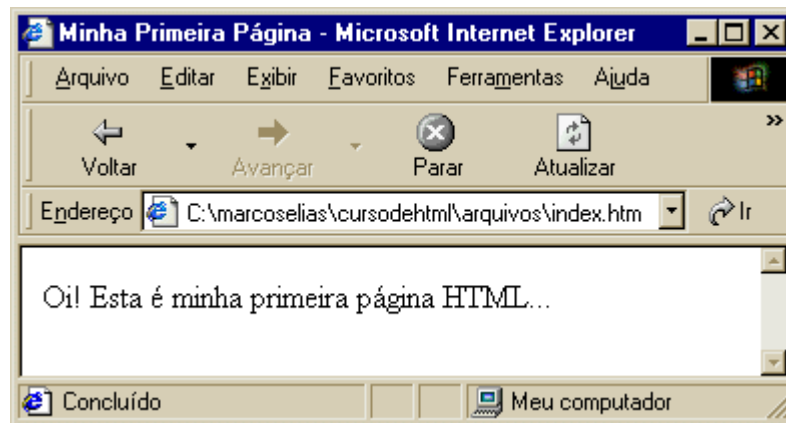 Minha Primeira Página - Microsoft Internet Explorer
Arquivo Editar Exibir Favoritos Ferramentas Ajuda
Voltar Avançar Parar Atualizar »
Endereço C:\marcoselias\cursodehtml\arquivos\index.htm Ir
Oi! Esta é minha primeira página HTML...
Concluído Meu computador